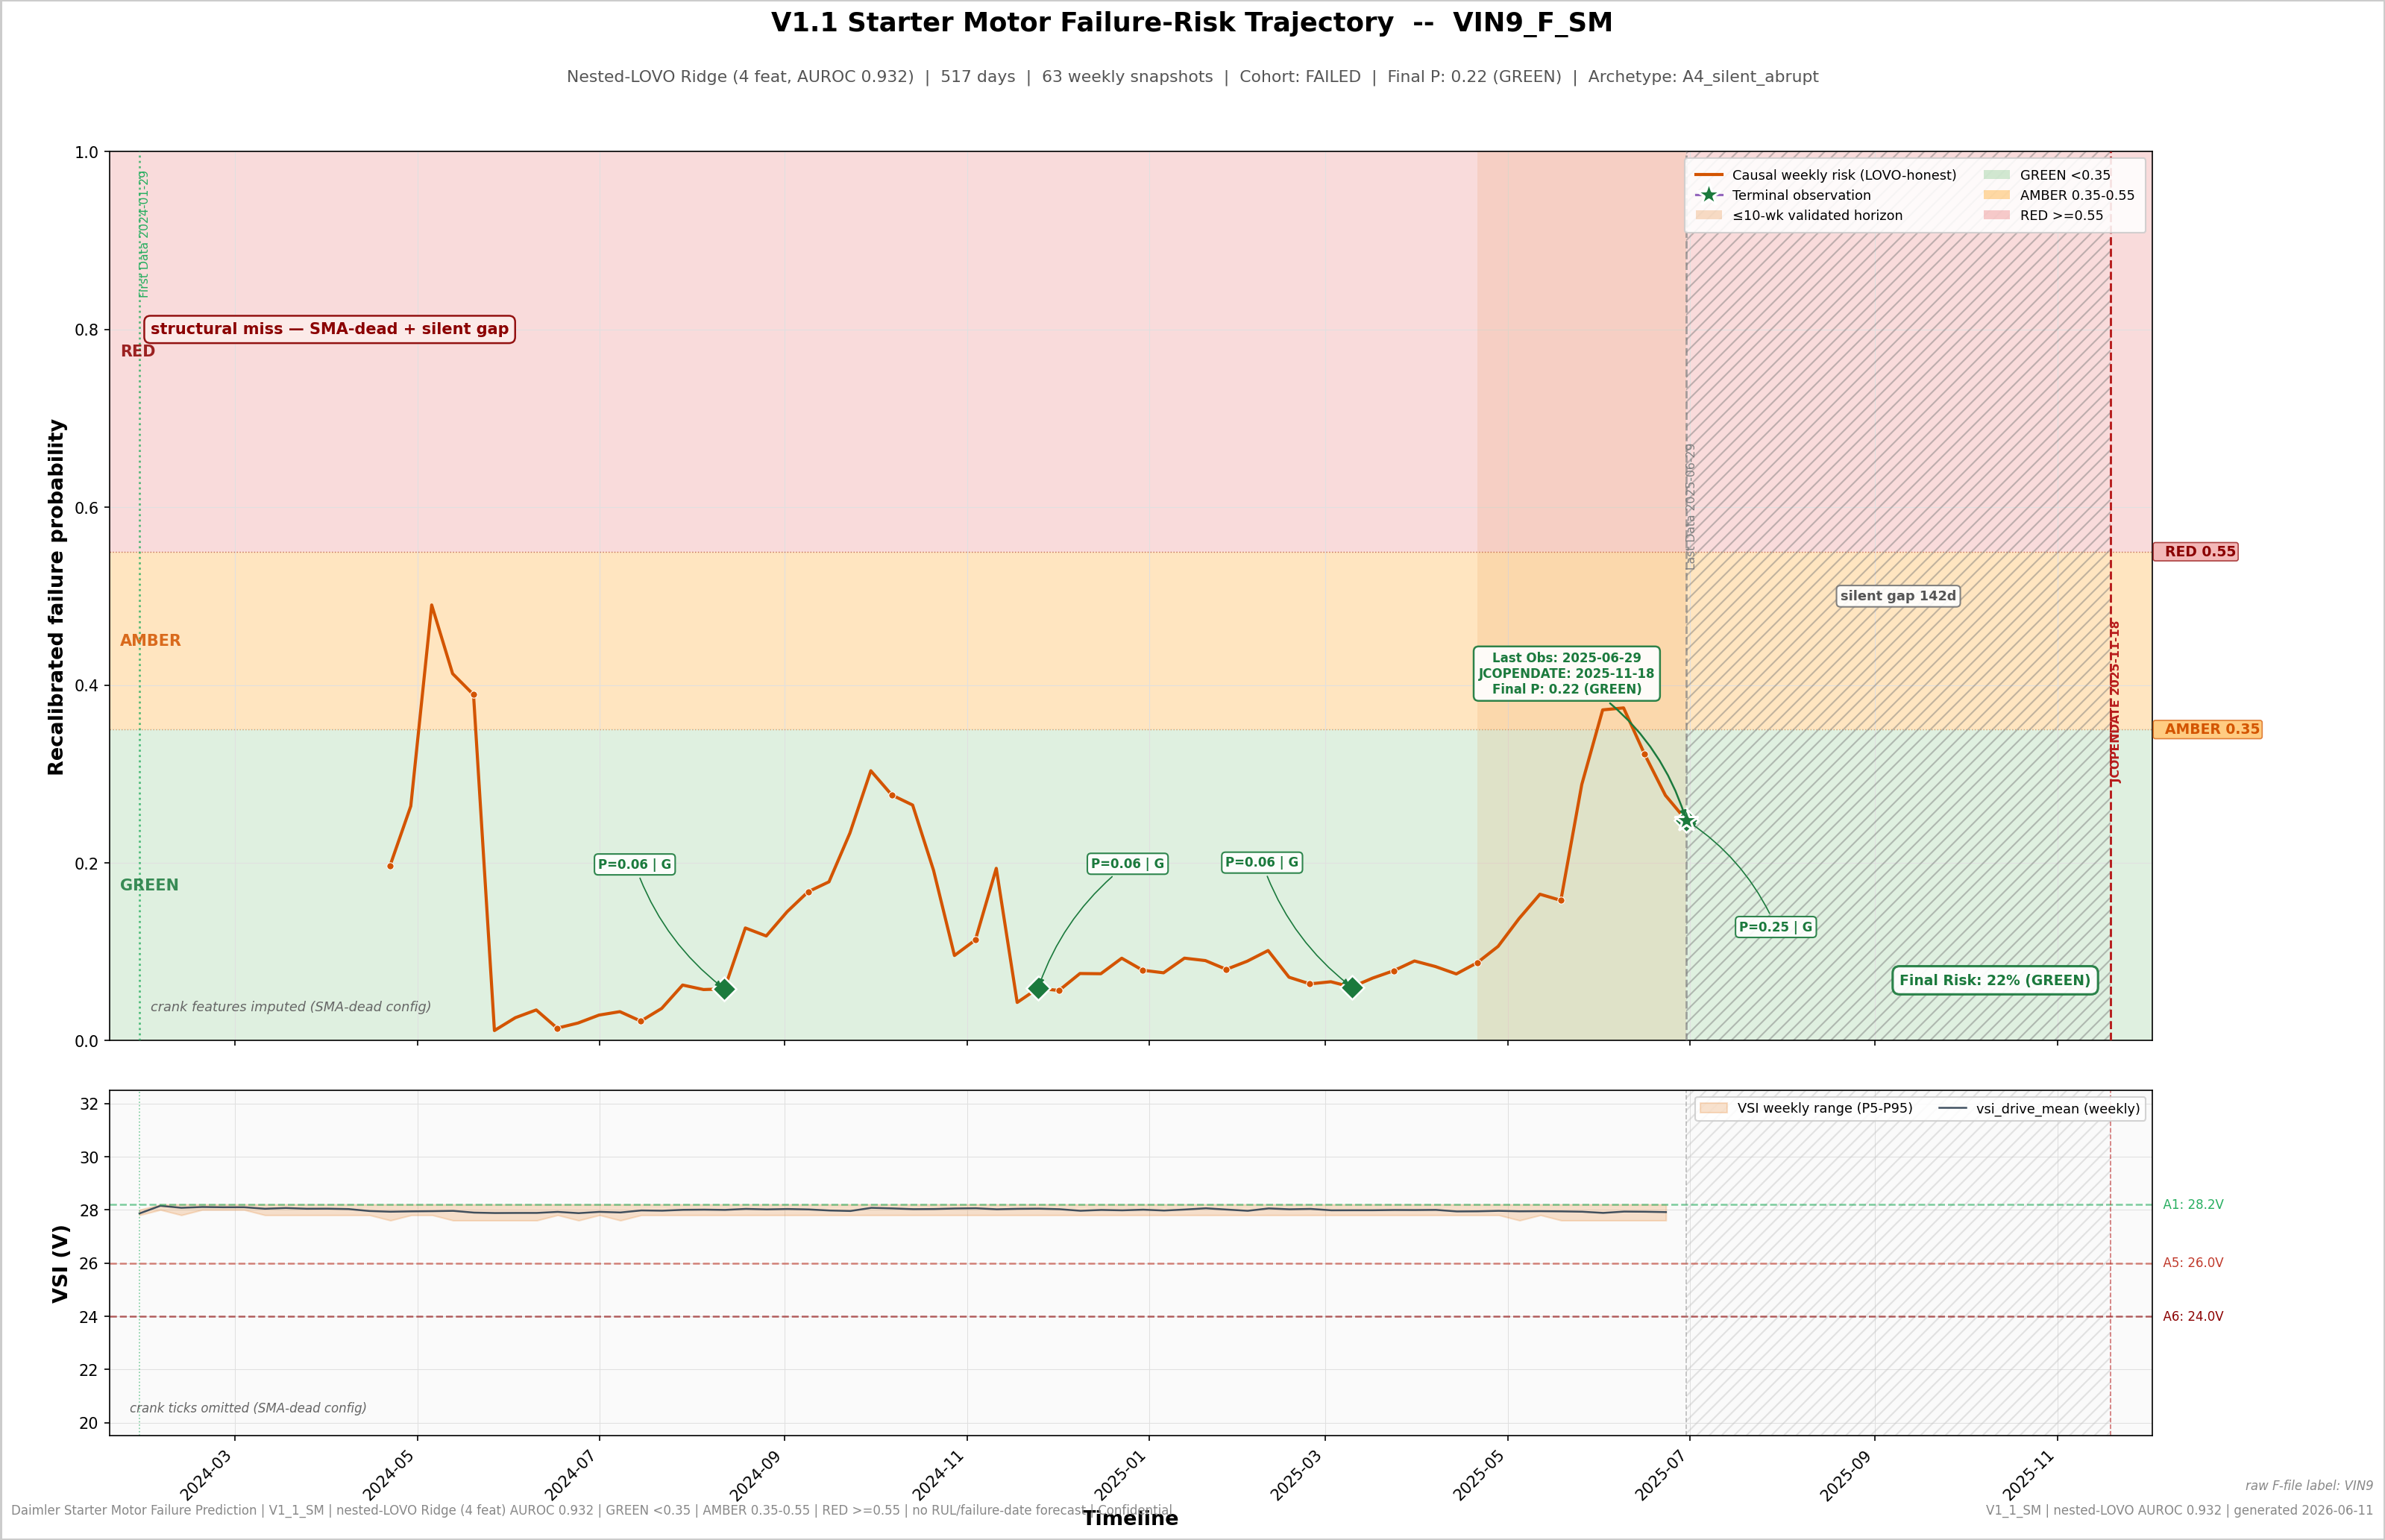 V1.1 Starter Motor Failure-Risk Trajectory -- VIN9_F_SM
Nested-LOVO Ridge (4 feat, AUROC 0.932) | 517 days | 63 weekly snapshots | Cohort: FAILED | Final P: 0.22 (GREEN) | Archetype: A4_silent_abrupt
Recalibrated failure probability
1.0
0.8
0.6
0.4
0.2
0.0
First Data 2024-01-29
structural miss — SMA-dead + silent gap
RED
AMBER
GREEN
crank features imputed (SMA-dead config)
P=0.06 | G
P=0.06 | G
P=0.06 | G
Last Obs: 2025-06-29
JCOPENDATE: 2025-11-18
Final P: 0.22 (GREEN)
Last Data 2025-06-29
P=0.25 | G
silent gap 142d
Final Risk: 22% (GREEN)
JCOPENDATE 2025-11-18
Causal weekly risk (LOVO-honest)
Terminal observation
≤10-wk validated horizon
GREEN <0.35
AMBER 0.35-0.55
RED >=0.55
RED 0.55
AMBER 0.35
VSI (V)
32
30
28
26
24
22
20
VSI weekly range (P5-P95)
vsi_drive_mean (weekly)
A1: 28.2V
A5: 26.0V
A6: 24.0V
crank ticks omitted (SMA-dead config)
2024-03
2024-05
2024-07
2024-09
2024-11
2025-01
2025-03
2025-05
2025-07
2025-09
2025-11
Timeline
raw F-file label: VIN9
Daimler Starter Motor Failure Prediction | V1_1_SM | nested-LOVO Ridge (4 feat) AUROC 0.932 | GREEN <0.35 | AMBER 0.35-0.55 | RED >=0.55 | no RUL/failure-date forecast | Confidential
V1_1_SM | nested-LOVO AUROC 0.932 | generated 2026-06-11